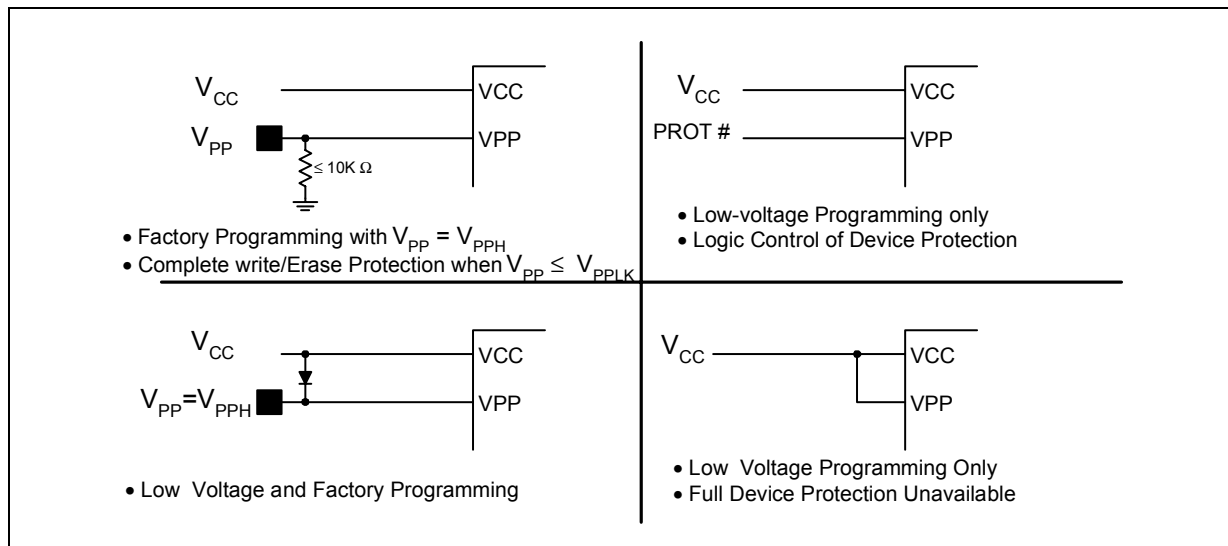 V_CC
VCC
V_PP
VPP
≤ 10K Ω
• Factory Programming with V_PP = V_PPH
• Complete write/Erase Protection when V_PP ≤ V_PPLK
V_CC
VCC
PROT #
VPP
• Low-voltage Programming only
• Logic Control of Device Protection
V_CC
VCC
V_PP=V_PPH
VPP
• Low Voltage and Factory Programming
V_CC
VCC
VPP
• Low Voltage Programming Only
• Full Device Protection Unavailable